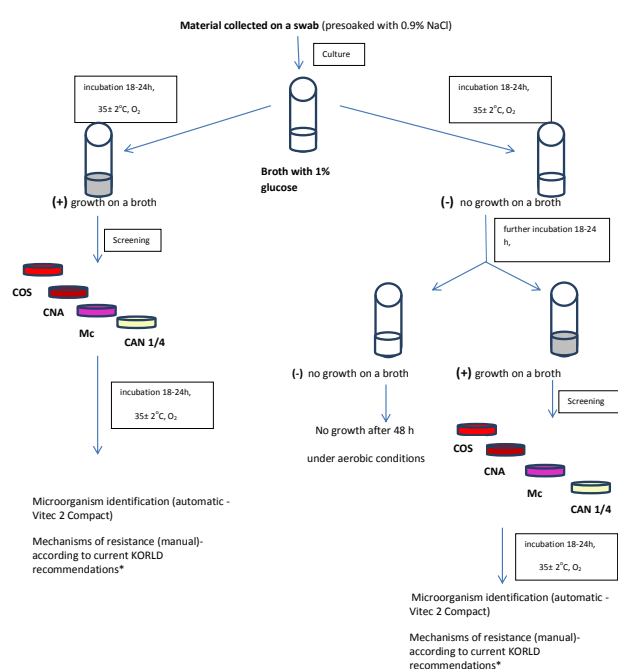 Material collected on a swab (presoaked with 0.9% NaCl)
Culture
incubation 18-24h,
35± 2°C, O₂
incubation 18-24h,
35± 2°C, O₂
Broth with 1%
glucose
(+) growth on a broth
(-) no growth on a broth
Screening
further incubation 18-24
h,
COS
CNA
Mc
CAN 1/4
(-) no growth on a broth
(+) growth on a broth
incubation 18-24h,
35± 2°C, O₂
No growth after 48 h
under aerobic conditions
Screening
COS
CNA
Mc
CAN 1/4
Microorganism identification (automatic -
Vitec 2 Compact)
Mechanisms of resistance (manual)-
according to current KORLD
recommendations*
incubation 18-24h,
35± 2°C, O₂
Microorganism identification (automatic -
Vitec 2 Compact)
Mechanisms of resistance (manual)-
according to current KORLD
recommendations*